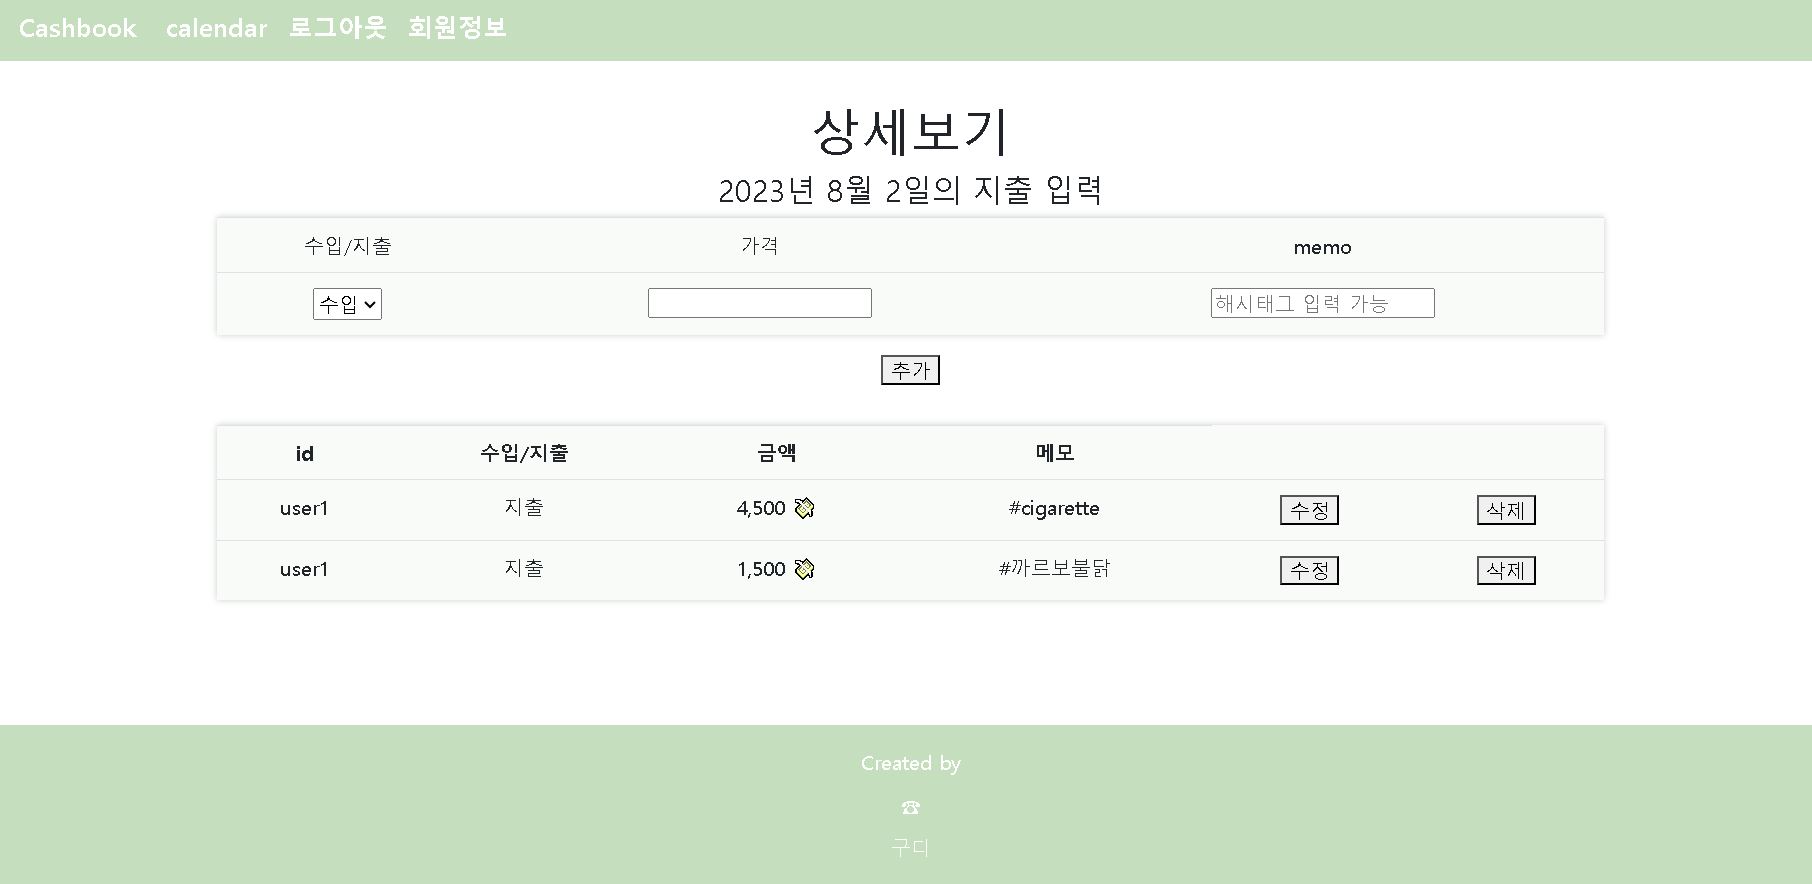 Cashbook calendar 로그아웃 회원정보
상세보기
2023년 8월 2일의 지출 입력
수입/지출 가격 memo
수입 해시태그 입력 가능
추가
id 수입/지출 금액 메모
user1 지출 4,500 💸 #cigarette 수정 삭제
user1 지출 1,500 💸 #까르보불닭 수정 삭제
Created by
☎
구디